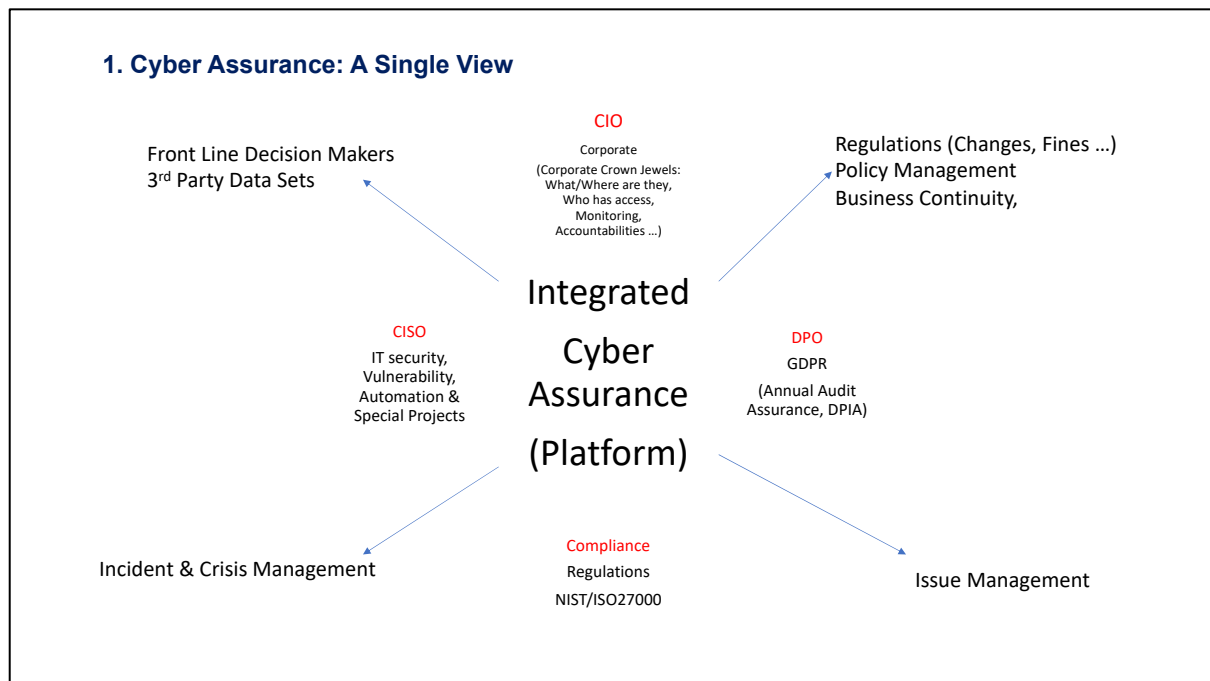 1. Cyber Assurance: A Single View
Front Line Decision Makers
3rd Party Data Sets
CIO
Corporate
(Corporate Crown Jewels:
What/Where are they,
Who has access,
Monitoring,
Accountabilities ...)
Regulations (Changes, Fines ...)
Policy Management
Business Continuity,
CISO
IT security,
Vulnerability,
Automation &
Special Projects
Integrated
Cyber
Assurance
(Platform)
DPO
GDPR
(Annual Audit
Assurance, DPIA)
Incident & Crisis Management
Compliance
Regulations
NIST/ISO27000
Issue Management